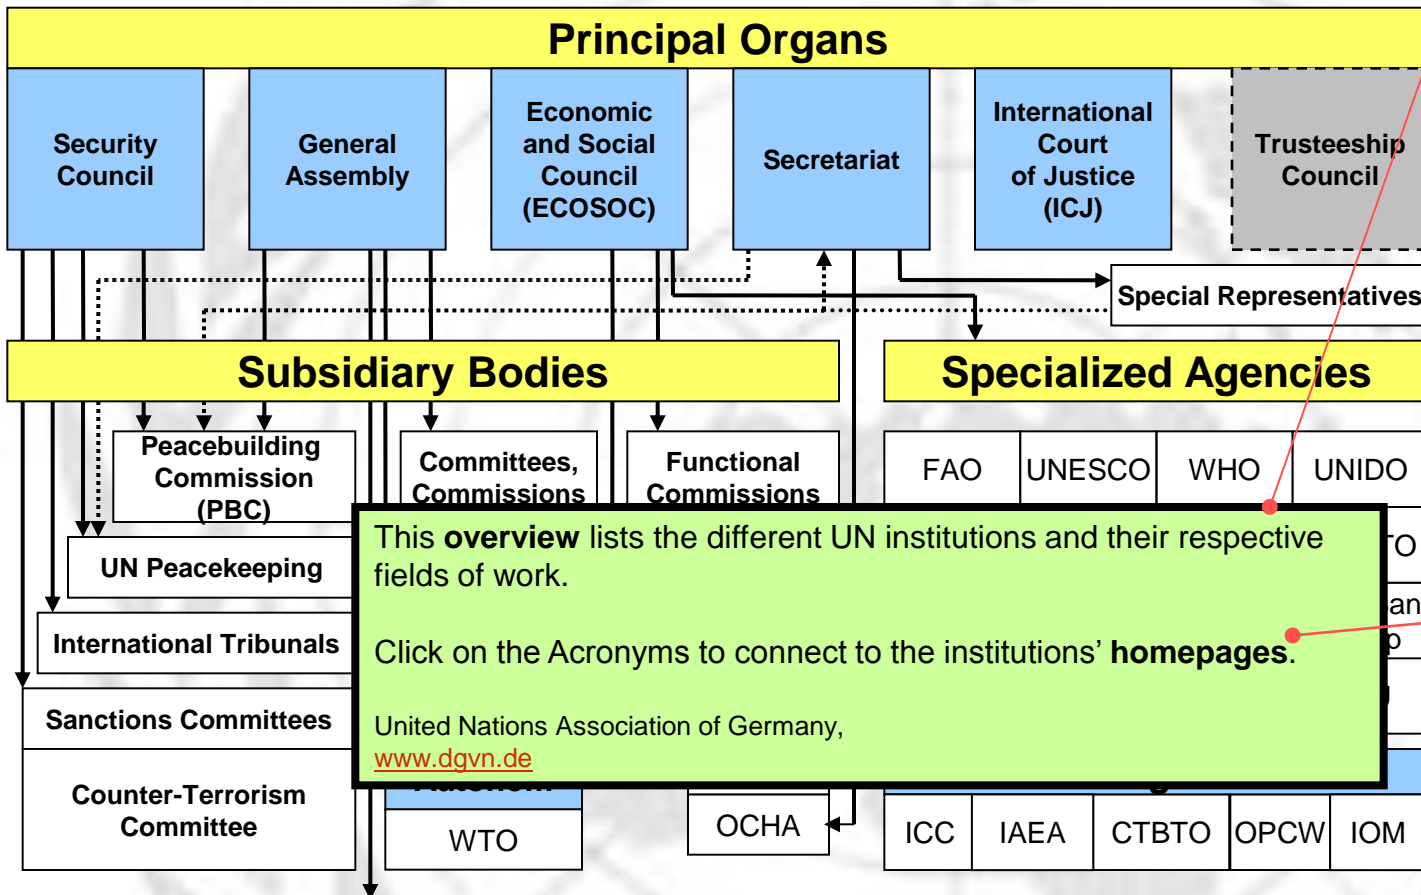 Principal Organs
Security
Council
General
Assembly
Economic
and Social
Council
(ECOSOC)
Secretariat
International
Court
of Justice
(ICJ)
Trusteeship
Council
Special Representatives
Subsidiary Bodies
Specialized Agencies
Peacebuilding
Commission
(PBC)
Committees,
Commissions
Functional
Commissions
FAO
UNESCO
WHO
UNIDO
UN Peacekeeping
International Tribunals
Sanctions Committees
Counter-Terrorism
Committee
This overview lists the different UN institutions and their respective
fields of work.
Click on the Acronyms to connect to the institutions’ homepages.
United Nations Association of Germany,
www.dgvn.de
WTO
OCHA
ICC
IAEA
CTBTO
OPCW
IOM